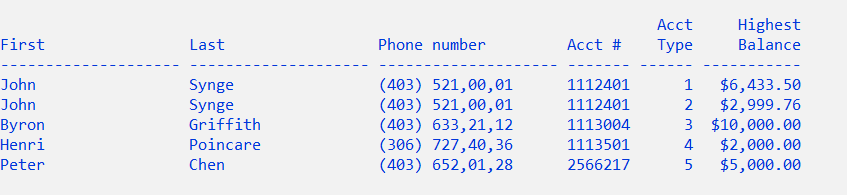 Acct     Highest
First                Last                 Phone number         Acct #    Type     Balance
-------------------- -------------------- -------------------- ------- ------ -----------
John                 Synge                (403) 521,00,01      1112401      1   $6,433.50
John                 Synge                (403) 521,00,01      1112401      2   $2,999.76
Byron                Griffith             (403) 633,21,12      1113004      3  $10,000.00
Henri                Poincare             (306) 727,40,36      1113501      4   $2,000.00
Peter                Chen                 (403) 652,01,28      2566217      5   $5,000.00